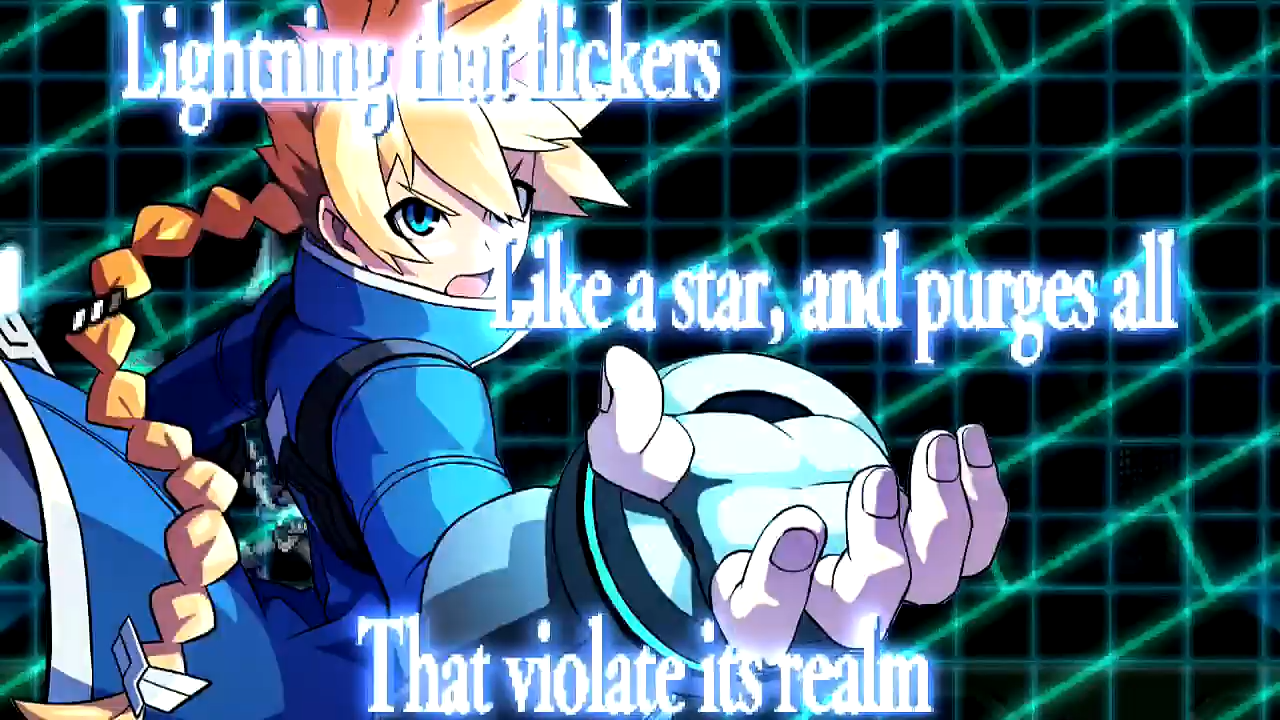 Lightning that flickers
Like a star, and purges all
That violate its realm